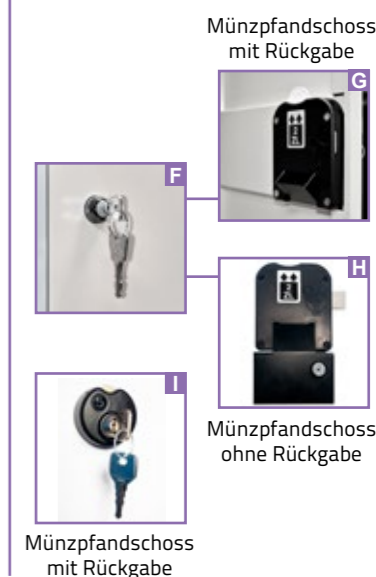 Münzpfandschoss
mit Rückgabe
G
F
H
Münzpfandschoss
ohne Rückgabe
I
Münzpfandschoss
mit Rückgabe